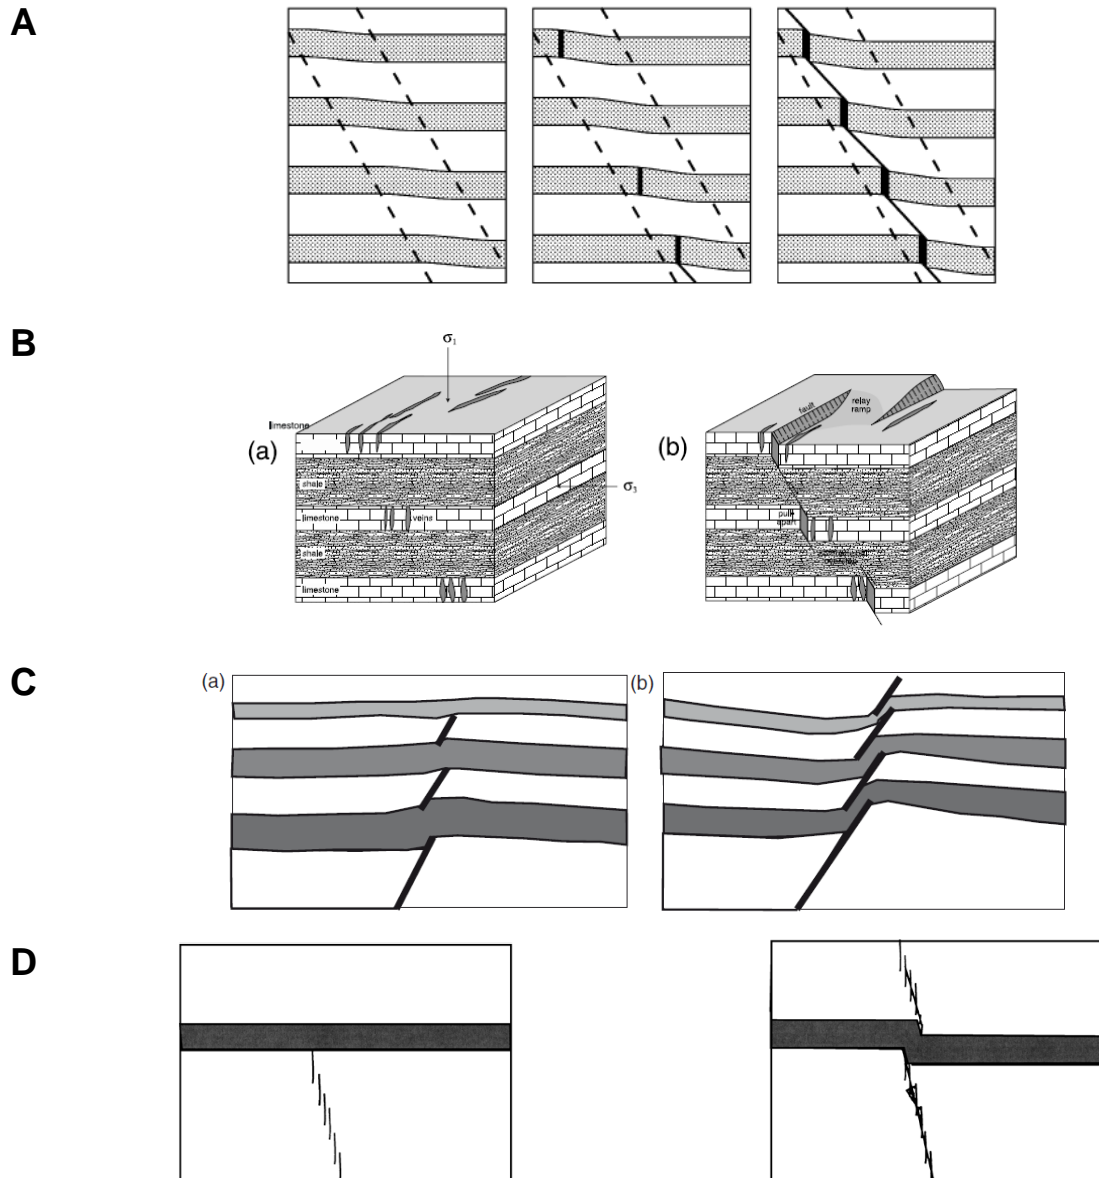 A
B
σ1
limestone
(a)
shale
σ3
limestone
veins
shale
limestone
(b)
fault
relay
ramp
pull
apart
C
(a)
(b)
D